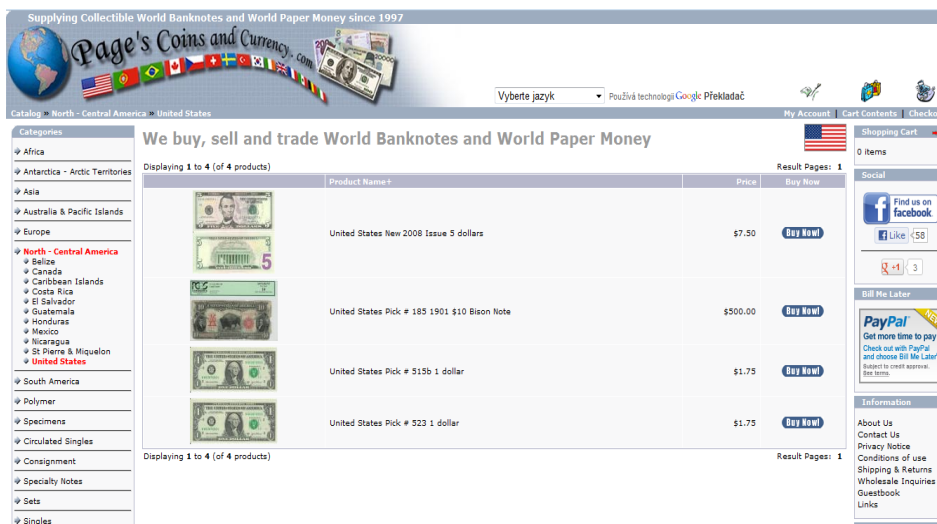 Supplying Collectible World Banknotes and World Paper Money since 1997
Page's Coins and Currency.com
Vyberte jazyk
Používá technologii Google Překladač
Catalog » North - Central America » United States
My Account | Cart Contents | Checko
Categories
Africa
Antarctica - Arctic Territories
Asia
Australia & Pacific Islands
Europe
North - Central America
Belize
Canada
Caribbean Islands
Costa Rica
El Salvador
Guatemala
Honduras
Mexico
Nicaragua
St Pierre & Miquelon
United States
South America
Polymer
Specimens
Circulated Singles
Consignment
Specialty Notes
Sets
Singles
We buy, sell and trade World Banknotes and World Paper Money
Displaying 1 to 4 (of 4 products)
Result Pages: 1
Product Name+
Price
Buy Now
United States New 2008 Issue 5 dollars
$7.50
Buy Now!
United States Pick # 185 1901 $10 Bison Note
$500.00
Buy Now!
United States Pick # 515b 1 dollar
$1.75
Buy Now!
United States Pick # 523 1 dollar
$1.75
Buy Now!
Displaying 1 to 4 (of 4 products)
Result Pages: 1
Shopping Cart
0 items
Social
Find us on
facebook
Like 58
+1 3
Bill Me Later
PayPal
NEW
Get more time to pay
Check out with PayPal
and choose Bill Me Later
Subject to credit approval.
See terms.
Information
About Us
Contact Us
Privacy Notice
Conditions of use
Shipping & Returns
Wholesale Inquiries
Guestbook
Links